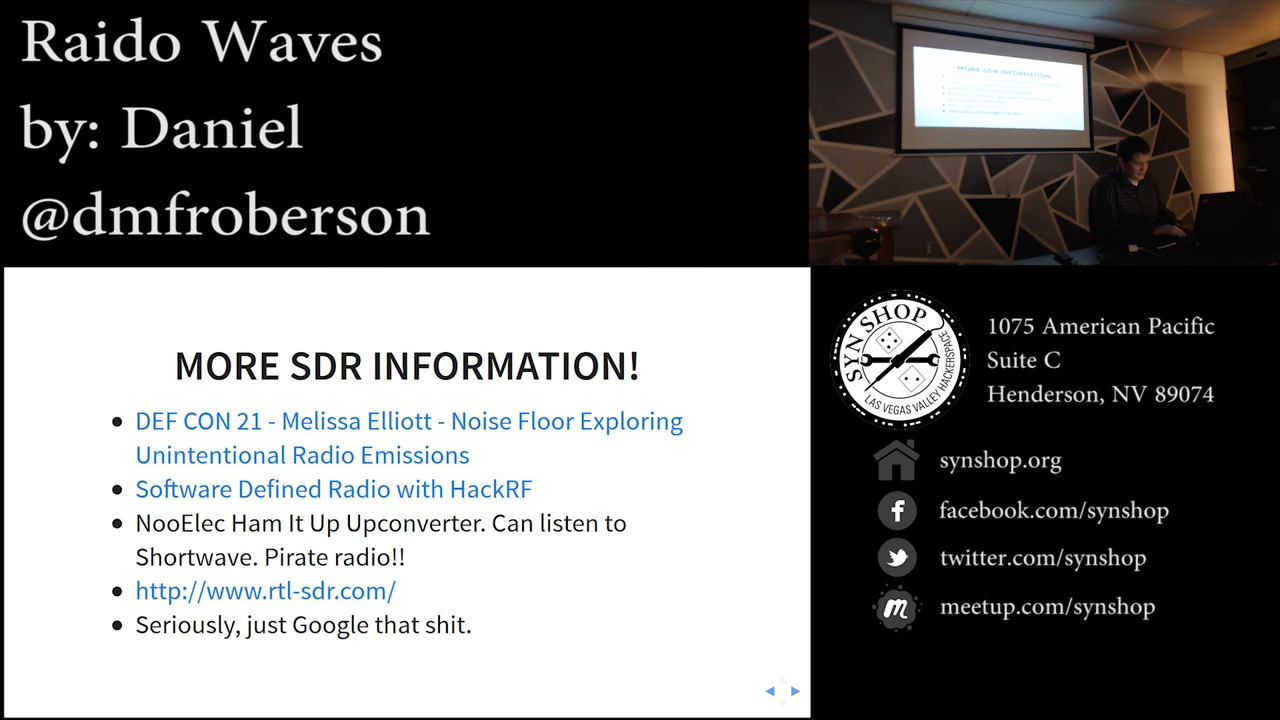 Raido Waves
by: Daniel
@dmfroberson
MORE SDR INFORMATION!
MORE SDR INFORMATION!
• DEF CON 21 - Melissa Elliott - Noise Floor Exploring
Unintentional Radio Emissions
• Software Defined Radio with HackRF
• NooElec Ham It Up Upconverter. Can listen to
Shortwave. Pirate radio!!
• http://www.rtl-sdr.com/
• Seriously, just Google that shit.
SYN SHOP
LAS VEGAS VALLEY HACKERSPACE
1075 American Pacific
Suite C
Henderson, NV 89074
synshop.org
facebook.com/synshop
twitter.com/synshop
meetup.com/synshop